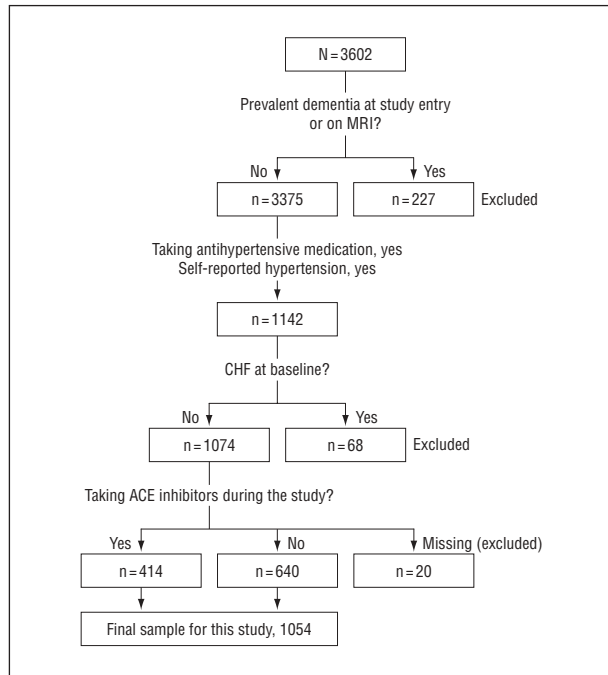 N = 3602
Prevalent dementia at study entry
or on MRI?
No
Yes
n = 3375
n = 227
Excluded
Taking antihypertensive medication, yes
Self-reported hypertension, yes
n = 1142
CHF at baseline?
No
Yes
n = 1074
n = 68
Excluded
Taking ACE inhibitors during the study?
Yes
No
Missing (excluded)
n = 414
n = 640
n = 20
Final sample for this study, 1054